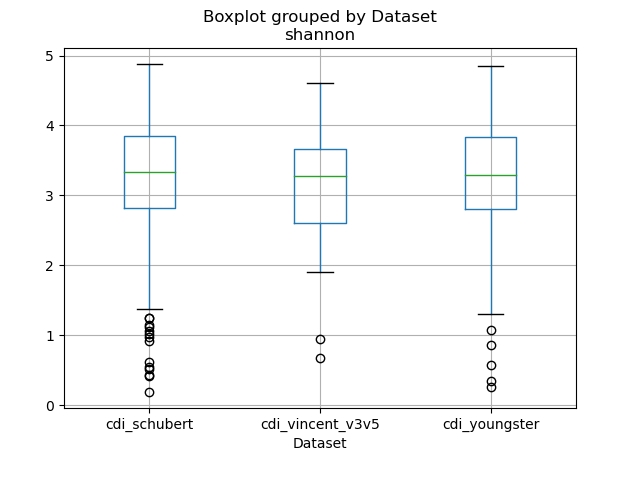 Boxplot grouped by Dataset
shannon
5
4
3
2
1
0
cdi_schubert cdi_vincent_v3v5 cdi_youngster
Dataset